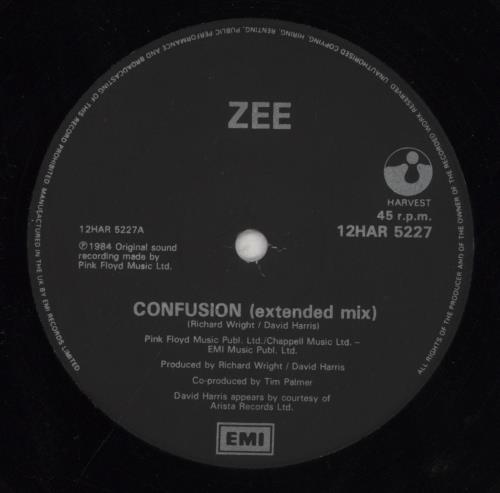 UNAUTHORISED COPYING, HIRING, RENTING, PUBLIC PERFORMANCE AND BROADCASTING OF THIS RECORD PROHIBITED. MANUFACTURED IN THE UK BY EMI RECORDS LIMITED
ALL RIGHTS OF THE PRODUCER AND OF THE OWNER OF THE RECORDED WORK RESERVED
ZEE
HARVEST
45 r.p.m.
12HAR 5227A
12HAR 5227
℗1984 Original sound
recording made by
Pink Floyd Music Ltd.
CONFUSION (extended mix)
(Richard Wright / David Harris)
Pink Floyd Music Publ. Ltd./Chappell Music Ltd. –
EMI Music Publ. Ltd.
Produced by Richard Wright / David Harris
Co-produced by Tim Palmer
David Harris appears by courtesy of
Arista Records Ltd.
EMI